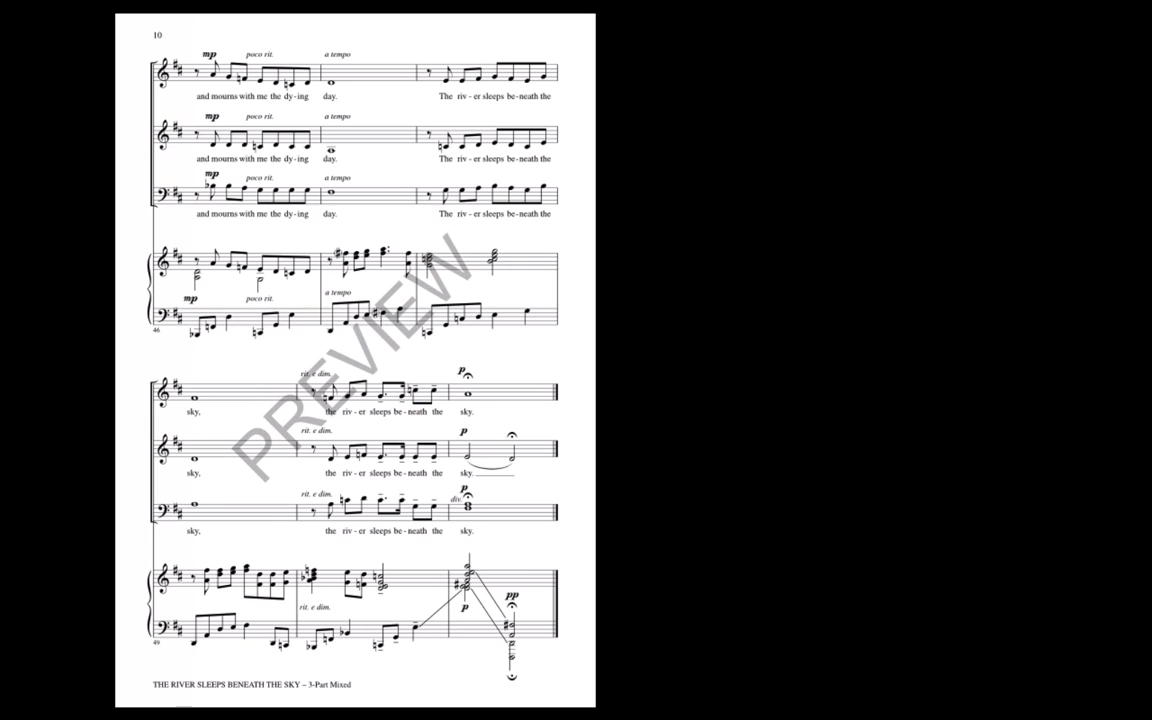 10
mp poco rit. a tempo
and mourns with me the dy - ing day. The riv - er sleeps be - neath the
mp poco rit. a tempo
and mourns with me the dy - ing day. The riv - er sleeps be - neath the
mp poco rit. a tempo
and mourns with me the dy - ing day. The riv - er sleeps be - neath the
mp poco rit. a tempo
46
PREVIEW
rit. e dim. p
sky, the riv - er sleeps be - neath the sky.
rit. e dim. p
sky, the riv - er sleeps be - neath the sky.
rit. e dim. div. p
sky, the riv - er sleeps be - neath the sky.
rit. e dim. p pp
49
THE RIVER SLEEPS BENEATH THE SKY – 3-Part Mixed